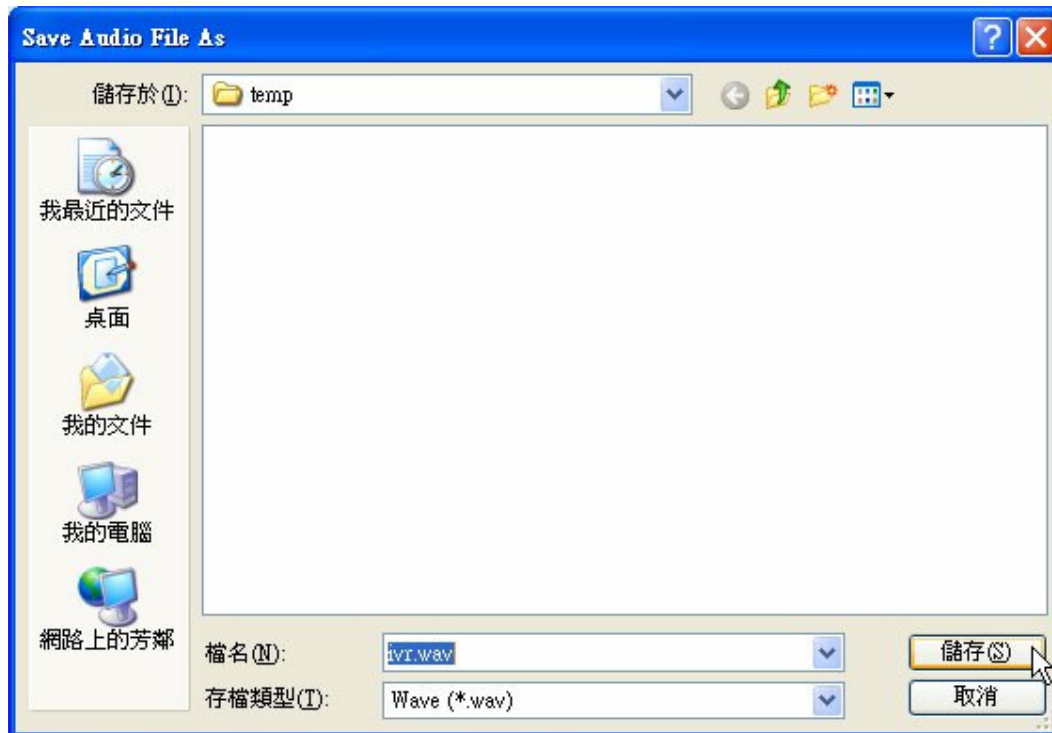 Save Audio File As
儲存於(I):
temp
我最近的文件
桌面
我的文件
我的電腦
網路上的芳鄰
檔名(N):
ivr.wav
儲存(S)
存檔類型(T):
Wave (*.wav)
取消